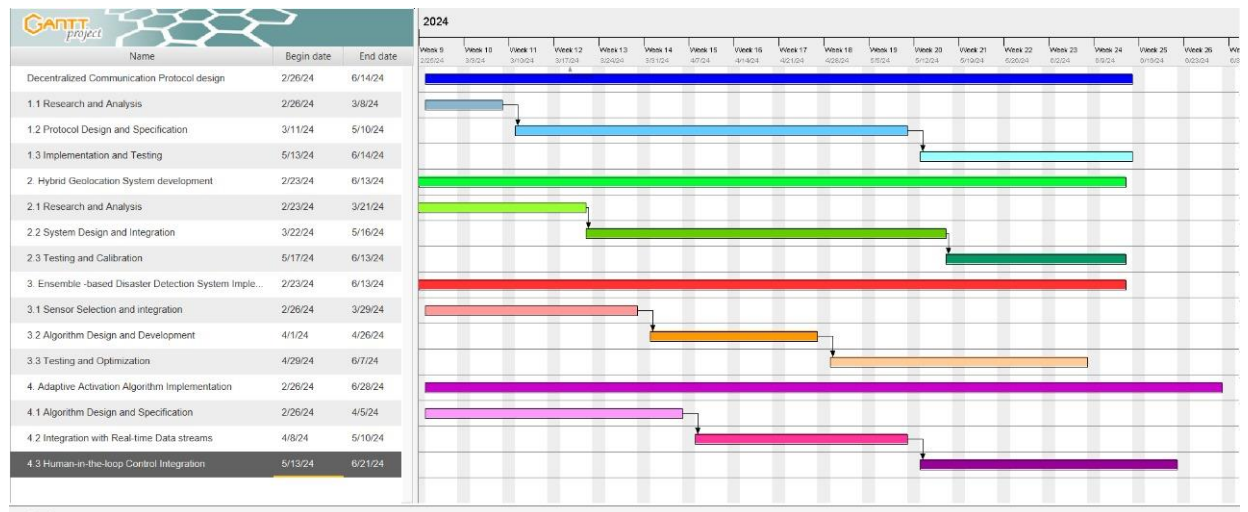 GANTT
project
2024
Name Begin date End date
Week 9 Week 10 Week 11 Week 12 Week 13 Week 14 Week 15 Week 16 Week 17 Week 18 Week 19 Week 20 Week 21 Week 22 Week 23 Week 24 Week 25 Week 26 We
2/25/24 3/3/24 3/10/24 3/17/24 3/24/24 3/31/24 4/7/24 4/14/24 4/21/24 4/28/24 5/5/24 5/12/24 5/19/24 5/26/24 6/2/24 6/9/24 6/16/24 6/23/24
Decentralized Communication Protocol design 2/26/24 6/14/24
1.1 Research and Analysis 2/26/24 3/8/24
1.2 Protocol Design and Specification 3/11/24 5/10/24
1.3 Implementation and Testing 5/13/24 6/14/24
2. Hybrid Geolocation System development 2/23/24 6/13/24
2.1 Research and Analysis 2/23/24 3/21/24
2.2 System Design and Integration 3/22/24 5/16/24
2.3 Testing and Calibration 5/17/24 6/13/24
3. Ensemble -based Disaster Detection System Imple... 2/23/24 6/13/24
3.1 Sensor Selection and integration 2/26/24 3/29/24
3.2 Algorithm Design and Development 4/1/24 4/26/24
3.3 Testing and Optimization 4/29/24 6/7/24
4. Adaptive Activation Algorithm Implementation 2/26/24 6/28/24
4.1 Algorithm Design and Specification 2/26/24 4/5/24
4.2 Integration with Real-time Data streams 4/8/24 5/10/24
4.3 Human-in-the-loop Control Integration 5/13/24 6/21/24